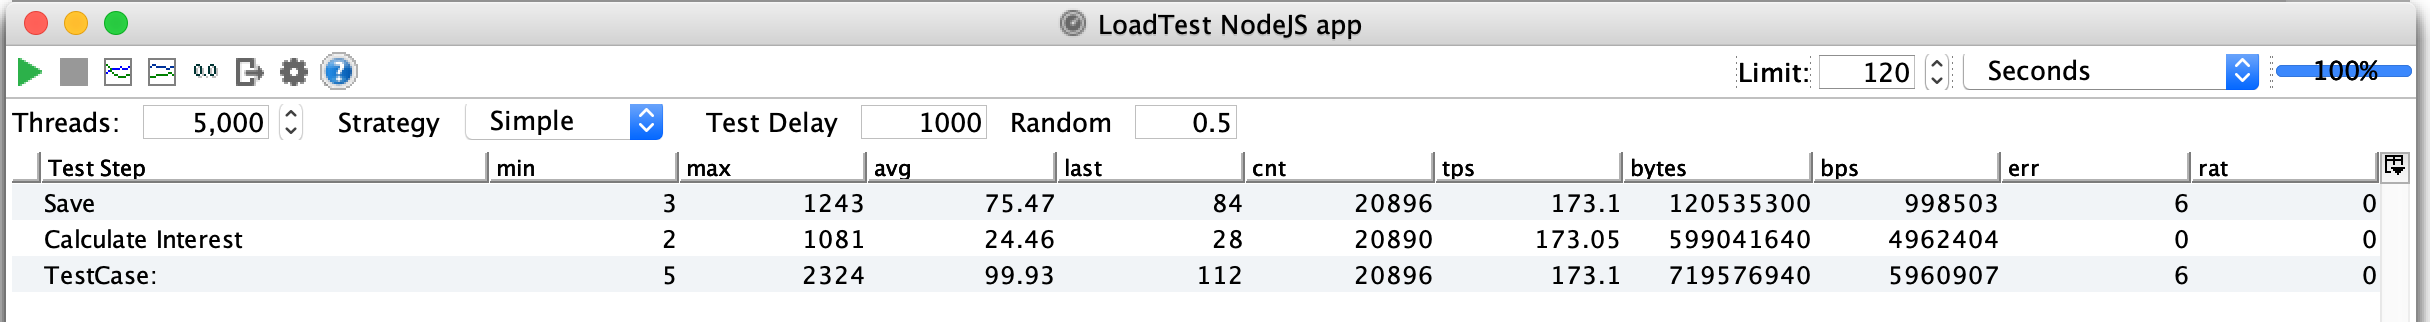 LoadTest NodeJS app
0.0 ? Limit: 120 Seconds 100%
Threads: 5,000 Strategy Simple Test Delay 1000 Random 0.5
Test Step min max avg last cnt tps bytes bps err rat
Save 3 1243 75.47 84 20896 173.1 120535300 998503 6 0
Calculate Interest 2 1081 24.46 28 20890 173.05 599041640 4962404 0 0
TestCase: 5 2324 99.93 112 20896 173.1 719576940 5960907 6 0